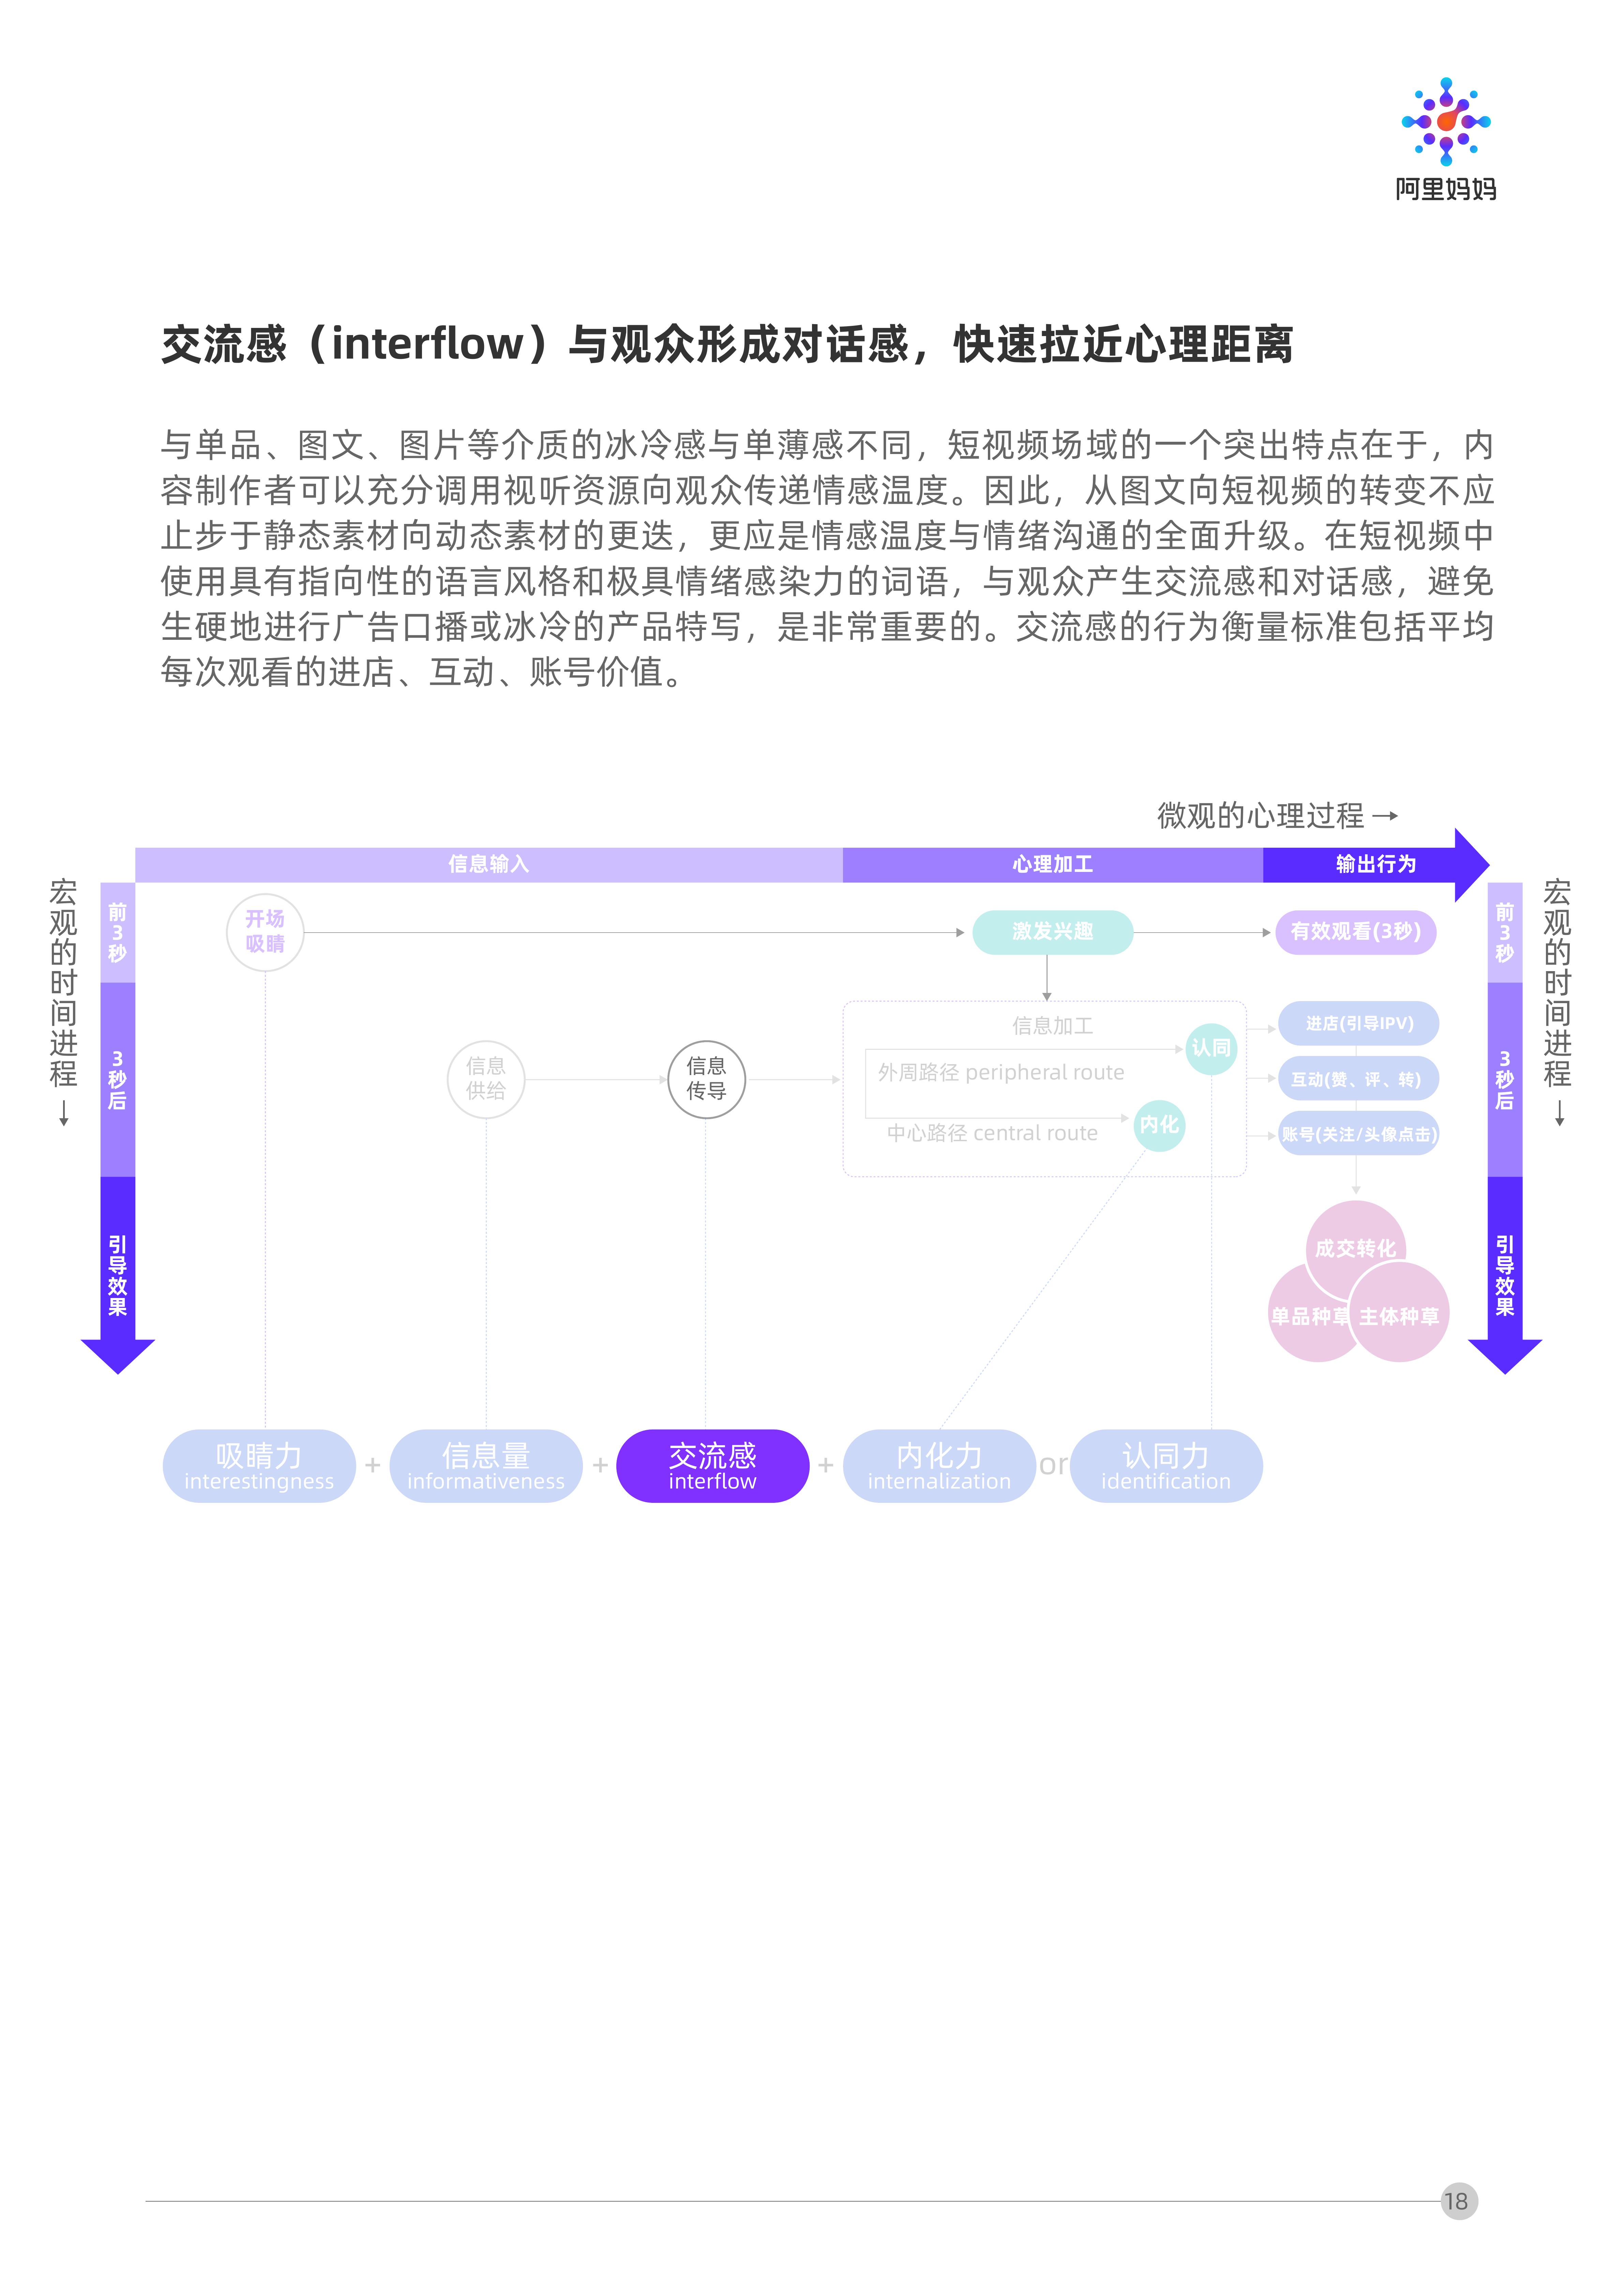 阿里妈妈
交流感（interflow）与观众形成对话感，快速拉近心理距离
与单品、图文、图片等介质的冰冷感与单薄感不同，短视频场域的一个突出特点在于，内
容制作者可以充分调用视听资源向观众传递情感温度。因此，从图文向短视频的转变不应
止步于静态素材向动态素材的更迭，更应是情感温度与情绪沟通的全面升级。在短视频中
使用具有指向性的语言风格和极具情绪感染力的词语，与观众产生交流感和对话感，避免
生硬地进行广告口播或冰冷的产品特写，是非常重要的。交流感的行为衡量标准包括平均
每次观看的进店、互动、账号价值。
微观的心理过程
信息输入
心理加工
输出行为
宏观的时间进程
前3秒
3秒后
引导效果
开场
吸睛
激发兴趣
有效观看(3秒)
信息
供给
信息
传导
信息加工
外周路径 peripheral route
认同
中心路径 central route
内化
进店(引导IPV)
互动(赞、评、转)
账号(关注/头像点击)
成交转化
单品种草
主体种草
前3秒
3秒后
引导效果
宏观的时间进程
吸睛力
interestingness
+
信息量
informativeness
+
交流感
interflow
+
内化力
internalization
or
认同力
identification
18